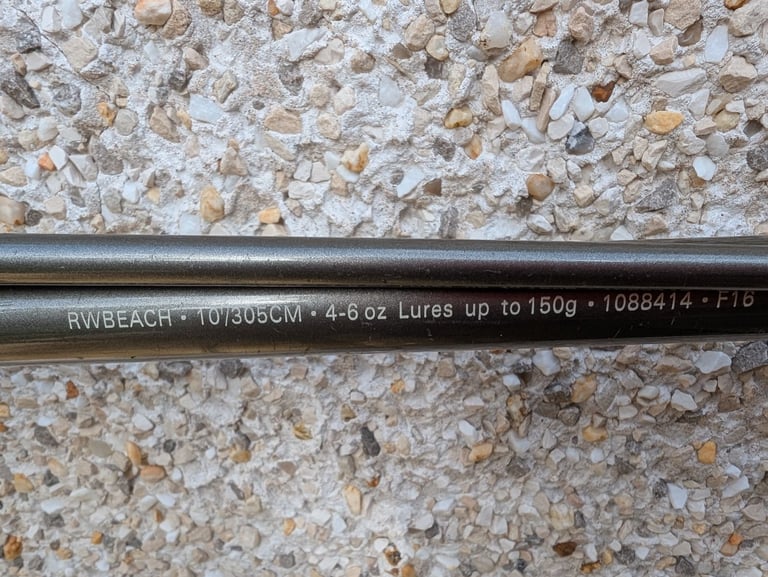 RWBEACH • 10'/305CM • 4-6 oz Lures up to 150g • 1088414 • F16